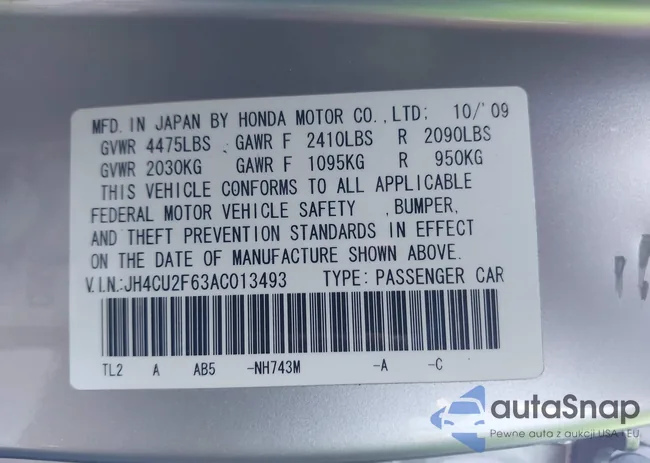 MFD. IN JAPAN BY HONDA MOTOR CO.,LTD: 10/'09
GVWR 4475LBS GAWR F 2410LBS R 2090LBS
GVWR 2030KG GAWR F 1095KG R 950KG
THIS VEHICLE CONFORMS TO ALL APPLICABLE
FEDERAL MOTOR VEHICLE SAFETY ,BUMPER,
AND THEFT PREVENTION STANDARDS IN EFFECT
ON THE DATE OF MANUFACTURE SHOWN ABOVE.
V.I.N.:JH4CU2F63AC013493 TYPE: PASSENGER CAR
TL2 A AB5 -NH743M -A -C
autaSnap
Pewne auta z aukcji USA i EU